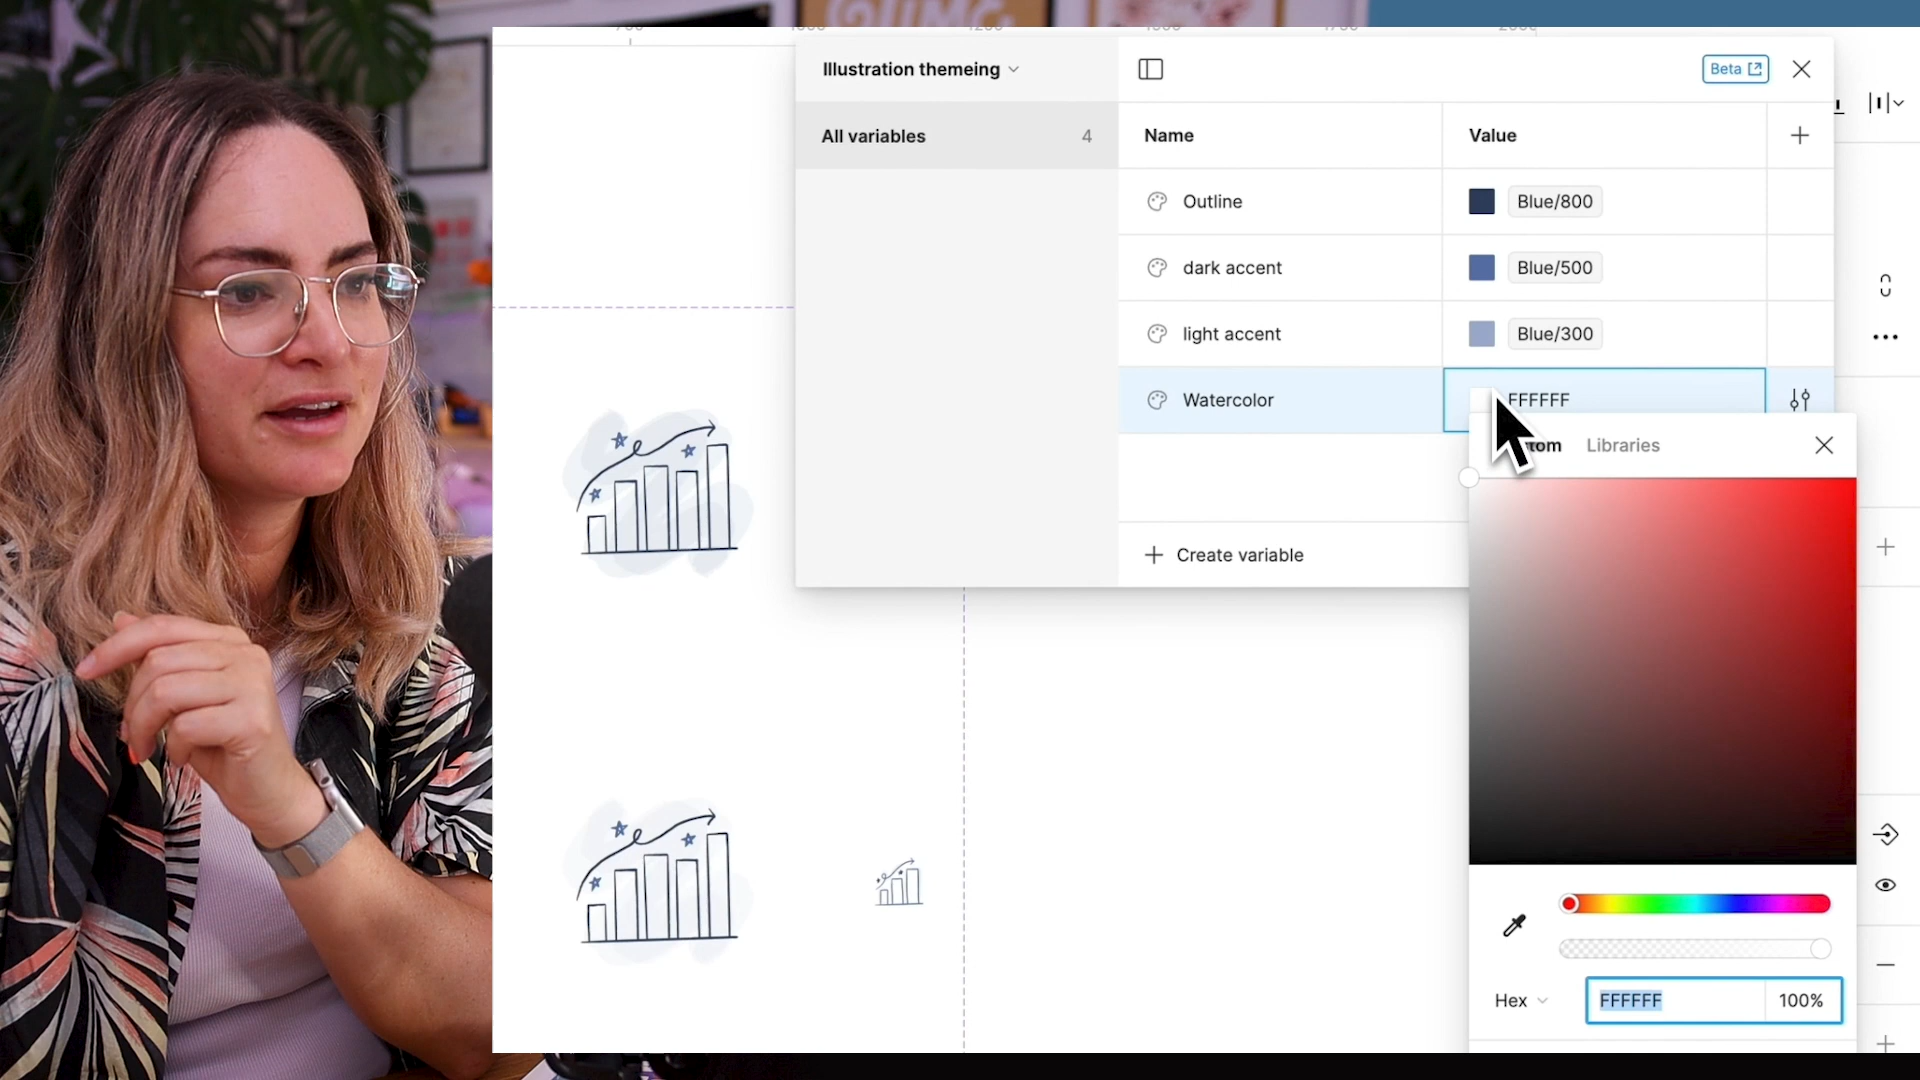 Illustration themeing
Beta
All variables 4
Name Value
Outline Blue/800
dark accent Blue/500
light accent Blue/300
Watercolor FFFFFF
Libraries
Create variable
Hex FFFFFF 100%